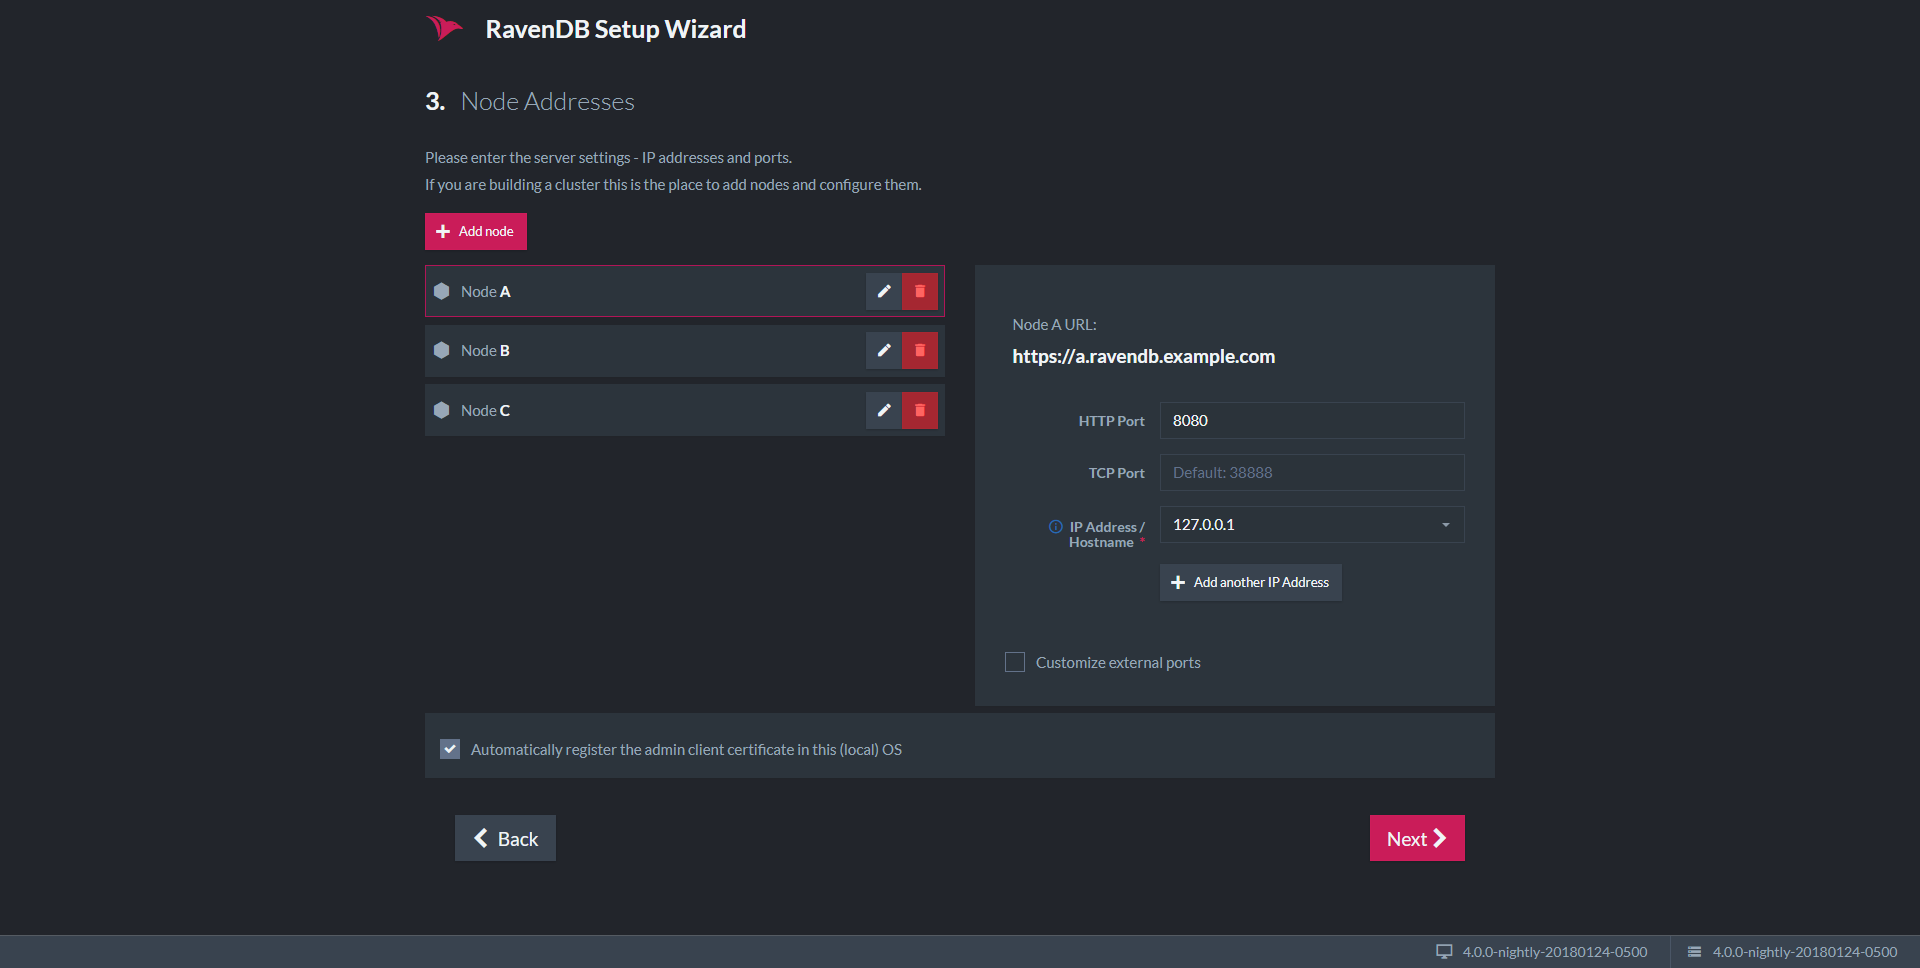 RavenDB Setup Wizard
3. Node Addresses
Please enter the server settings - IP addresses and ports.
If you are building a cluster this is the place to add nodes and configure them.
Add node
Node A
Node B
Node C
Node A URL:
https://a.ravendb.example.com
HTTP Port 8080
TCP Port Default: 38888
IP Address / 127.0.0.1
Hostname *
Add another IP Address
Customize external ports
Automatically register the admin client certificate in this (local) OS
Back Next
4.0.0-nightly-20180124-0500 4.0.0-nightly-20180124-0500